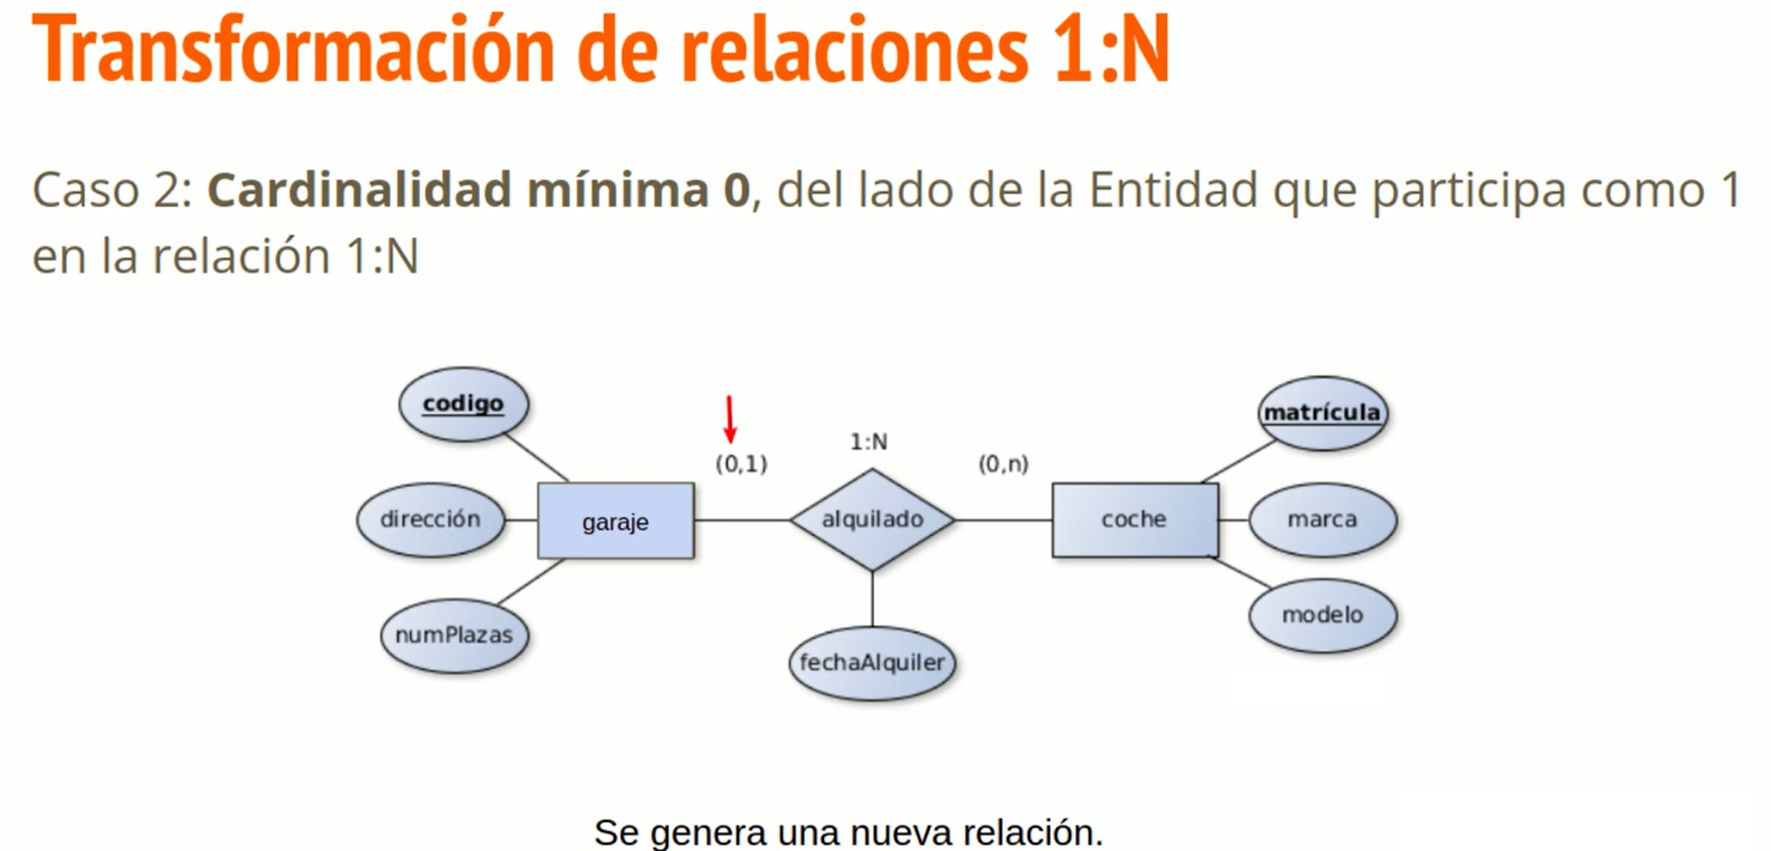 Transformación de relaciones 1:N
Caso 2: Cardinalidad mínima 0, del lado de la Entidad que participa como 1
en la relación 1:N
codigo
matrícula
1:N
(0,1)
(0,n)
dirección
garaje
alquilado
coche
marca
numPlazas
modelo
fechaAlquiler
Se genera una nueva relación.